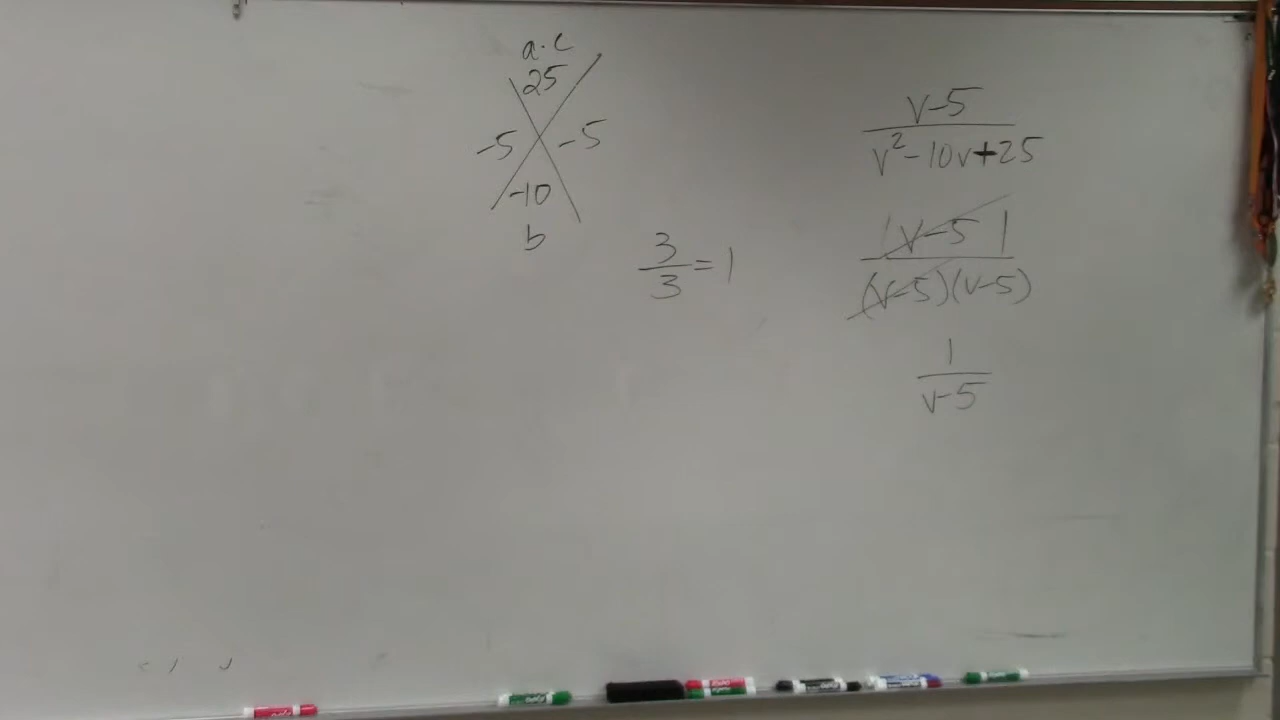 a·c
25
-5 -5
-10
b
3
3 = 1
v-5
v²-10v+25
1 v-5 1
(v-5)(v-5)
1
v-5